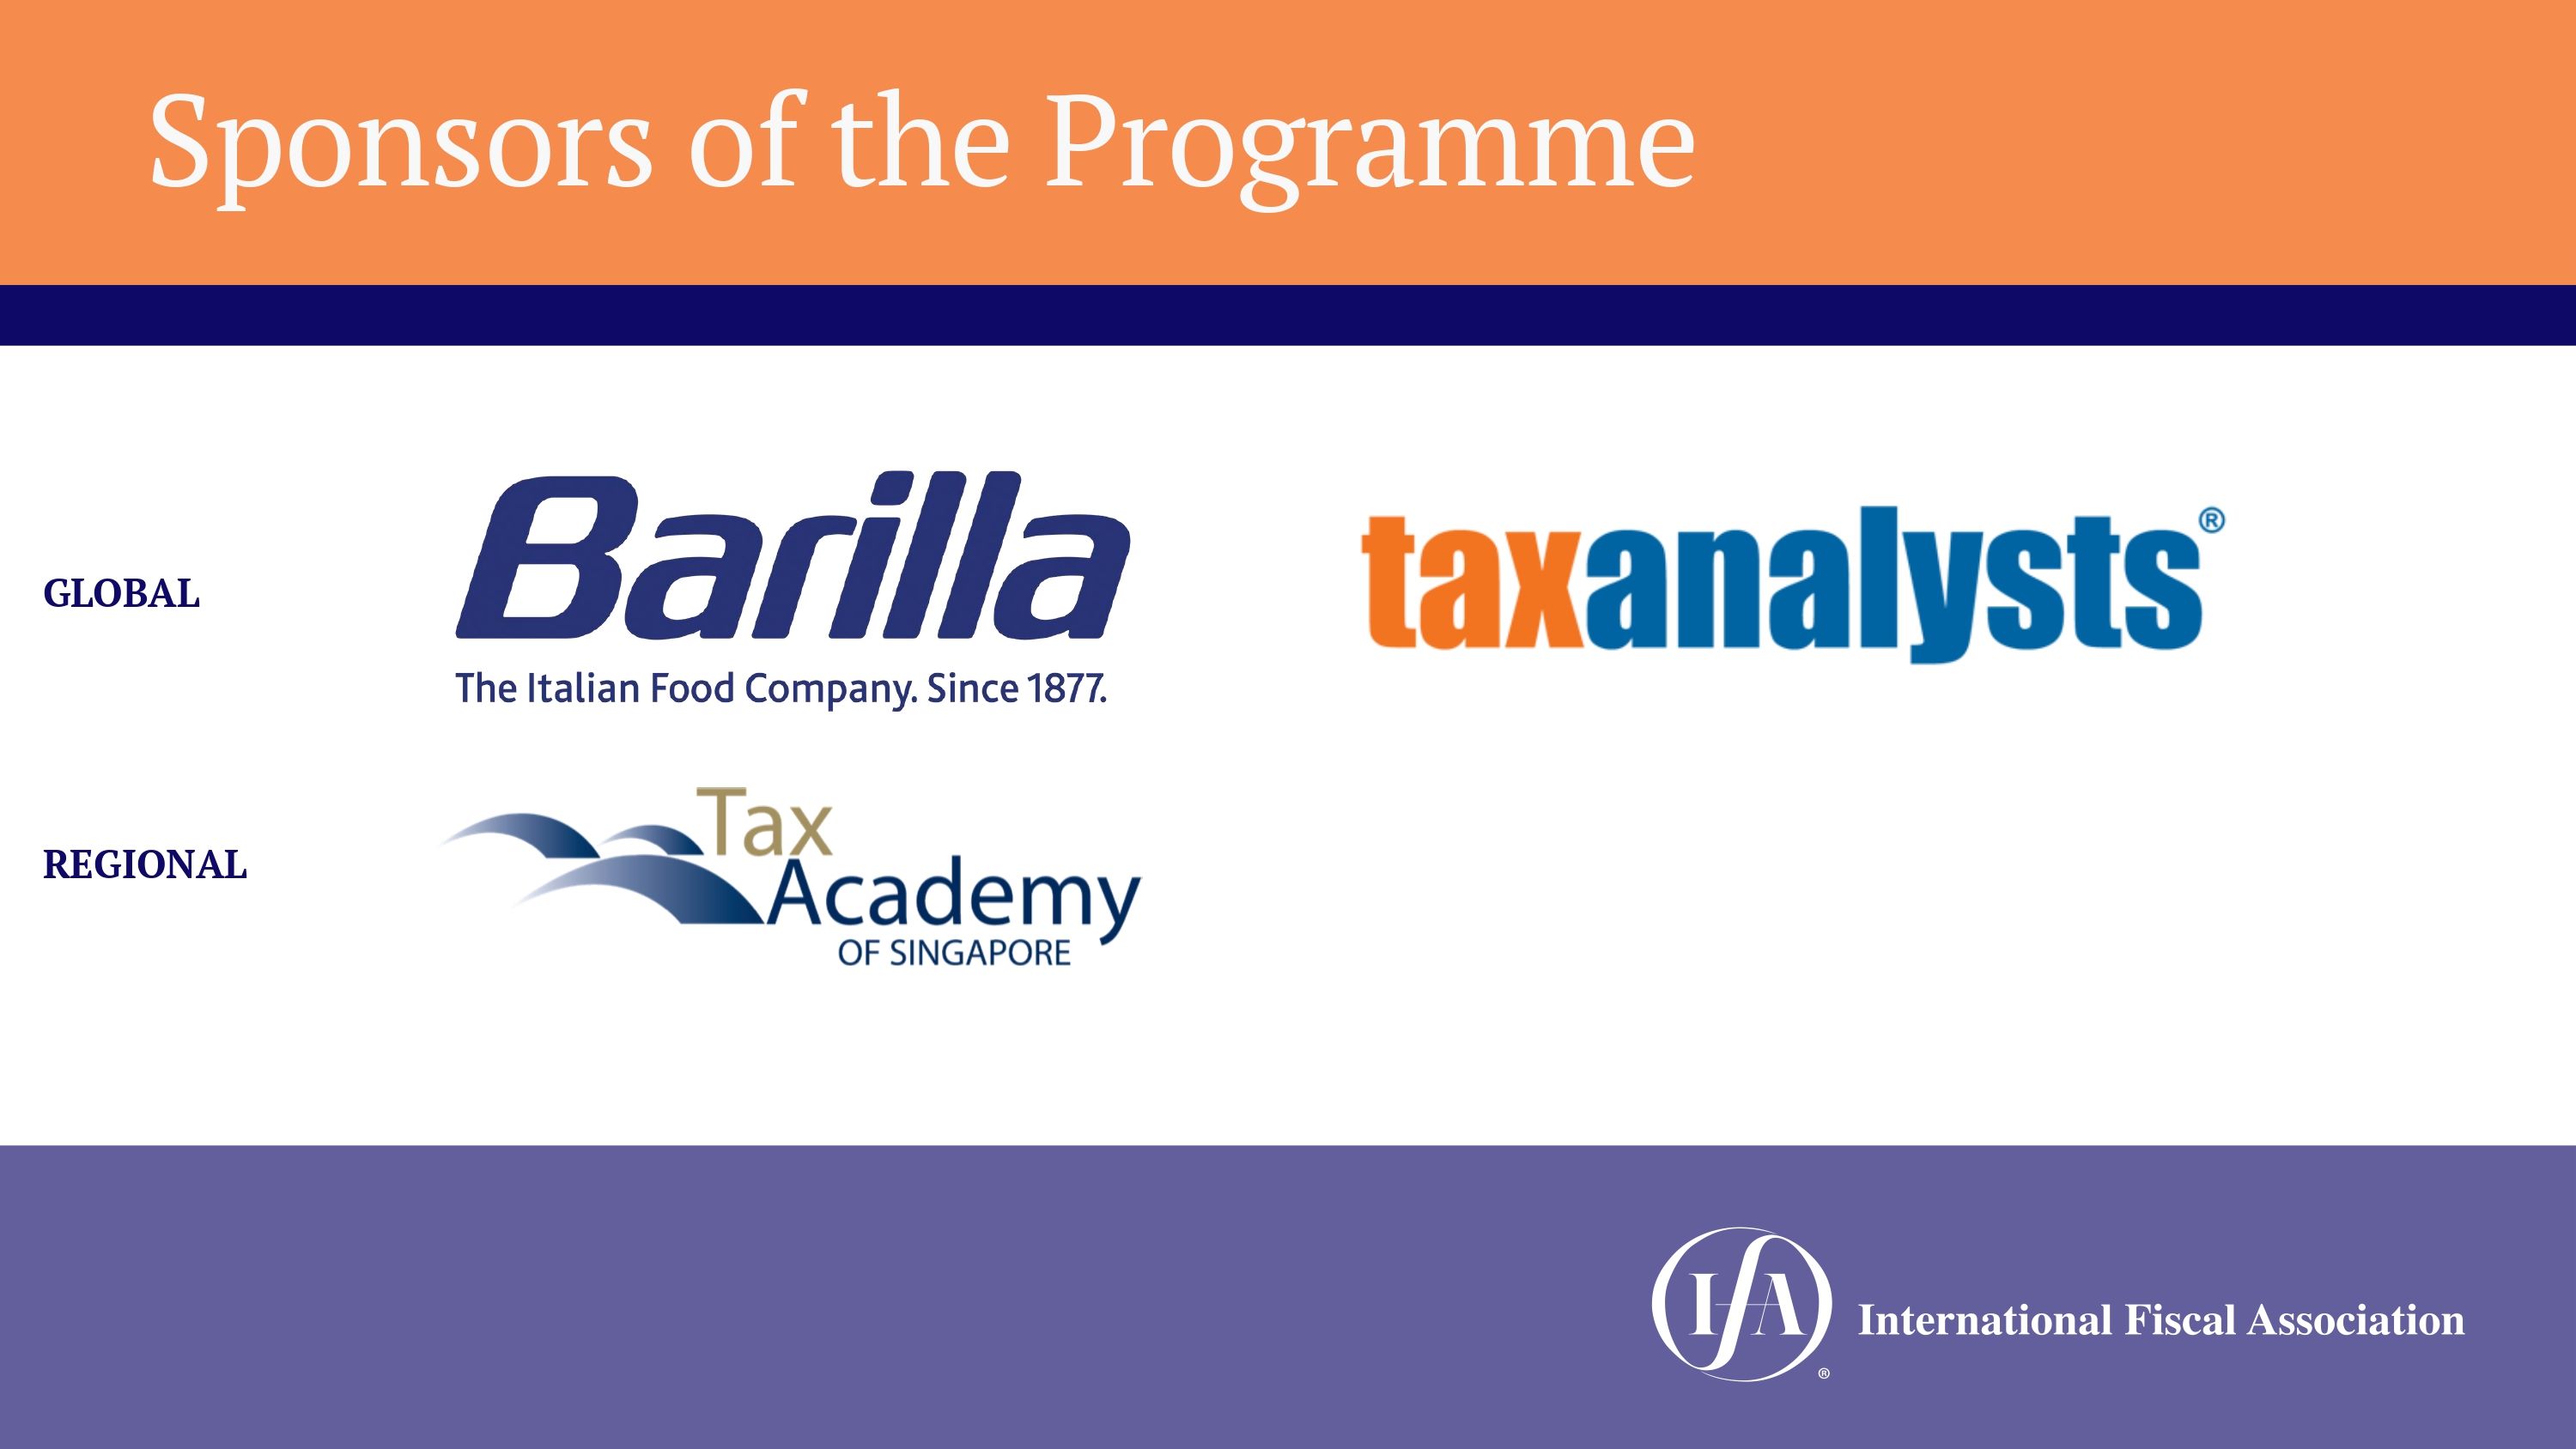 Sponsors of the Programme
GLOBAL
Barilla
The Italian Food Company. Since 1877.
taxanalysts®
REGIONAL
Tax
Academy
OF SINGAPORE
IFA®
International Fiscal Association